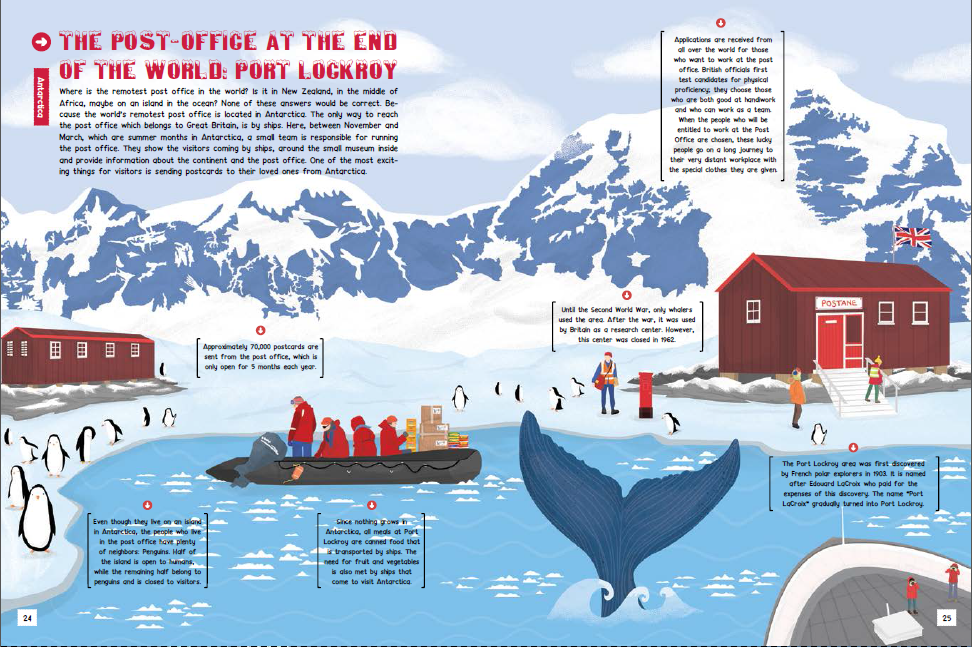 THE POST-OFFICE AT THE END
OF THE WORLD: PORT LOCKROY
Antarctica
Where is the remotest post office in the world? Is it in New Zealand, in the middle of
Africa, maybe on an island in the ocean? None of these answers would be correct. Be-
cause the world's remotest post office is located in Antarctica. The only way to reach
the post office which belongs to Great Britain, is by ships. Here, between November and
March, which are summer months in Antarctica, a small team is responsible for running
the post office. They show the visitors coming by ships, around the small museum inside
and provide information about the continent and the post office. One of the most excit-
ing things for visitors is sending postcards to their loved ones from Antarctica.
Applications are received from
all over the world for those
who want to work at the post
office. British officials first
test candidates for physical
proficiency; they choose those
who are both good at handwork
and who can work as a team.
When the people who will be
entitled to work at the Post
Office are chosen, these lucky
people go on a long journey to
their very distant workplace with
the special clothes they are given.
Until the Second World War, only whalers
used the area. After the war, it was used
by Britain as a research center. However,
this center was closed in 1962.
POSTANE
Approximately 70,000 postcards are
sent from the post office, which is
only open for 5 months each year.
The Port Lockroy area was first discovered
by French polar explorers in 1903. It is named
after Edouard LaCroix who paid for the
expenses of this discovery. The name "Port
LaCroix" gradually turned into Port Lockroy.
Even though they live on an island
in Antarctica, the people who live
in the post office have plenty
of neighbors: Penguins. Half of
the island is open to humans,
while the remaining half belong to
penguins and is closed to visitors.
Since nothing grows in
Antarctica, all meals at Port
Lockroy are canned food that
is transported by ships. The
need for fruit and vegetables
is also met by ships that
come to visit Antarctica.
24
25